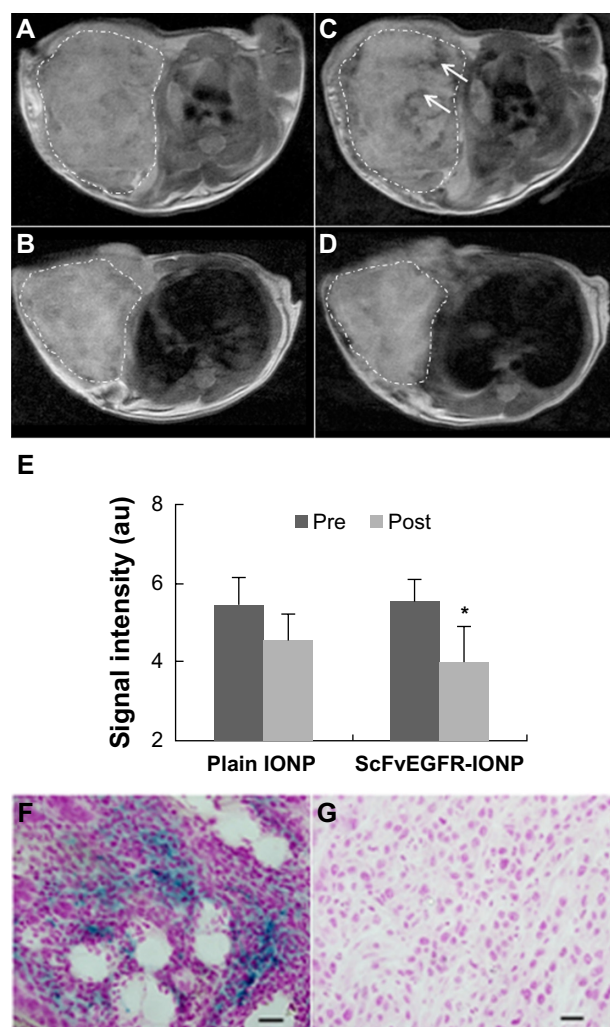 A
C
B
D
E
Signal intensity (au)
8
6
4
2
Pre Post
*
Plain IONP ScFvEGFR-IONP
F
G